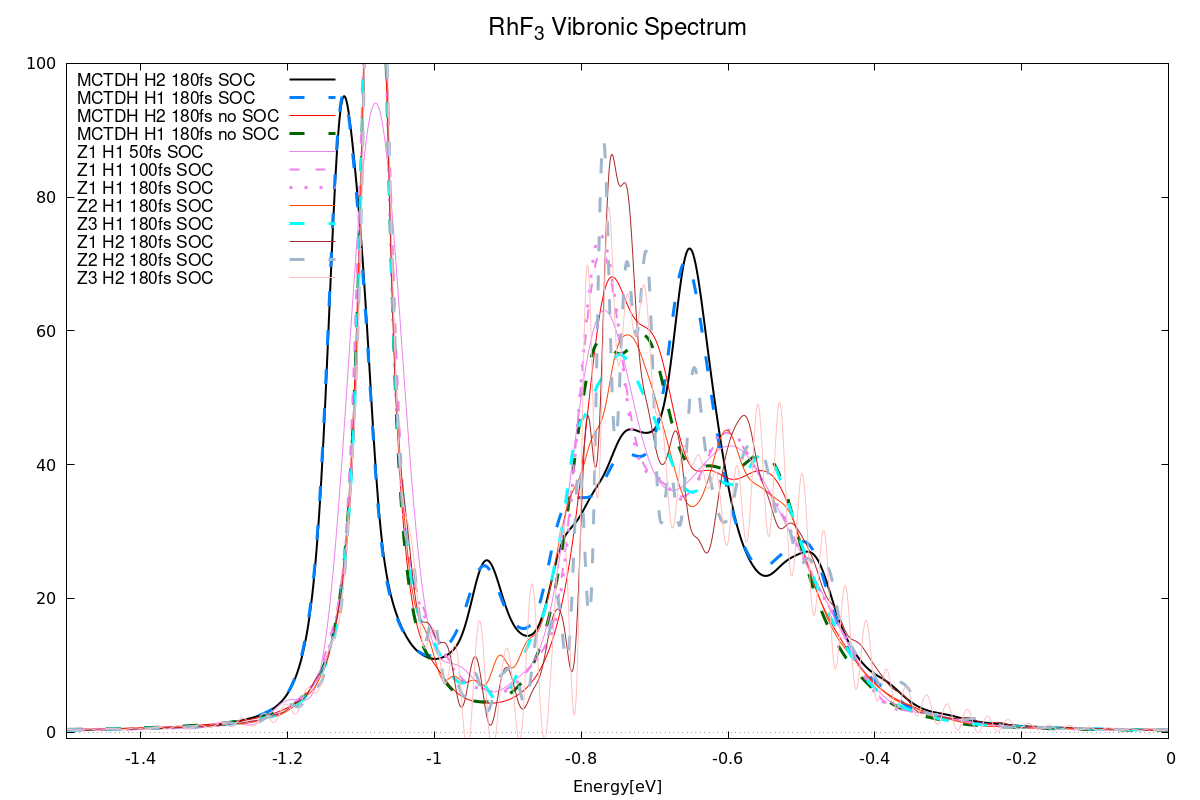 RhF3 Vibronic Spectrum
100
80
60
40
20
0
MCTDH H2 180fs SOC
MCTDH H1 180fs SOC
MCTDH H2 180fs no SOC
MCTDH H1 180fs no SOC
Z1 H1 50fs SOC
Z1 H1 100fs SOC
Z1 H1 180fs SOC
Z2 H1 180fs SOC
Z3 H1 180fs SOC
Z1 H2 180fs SOC
Z2 H2 180fs SOC
Z3 H2 180fs SOC
-1.4 -1.2 -1 -0.8 -0.6 -0.4 -0.2 0
Energy[eV]